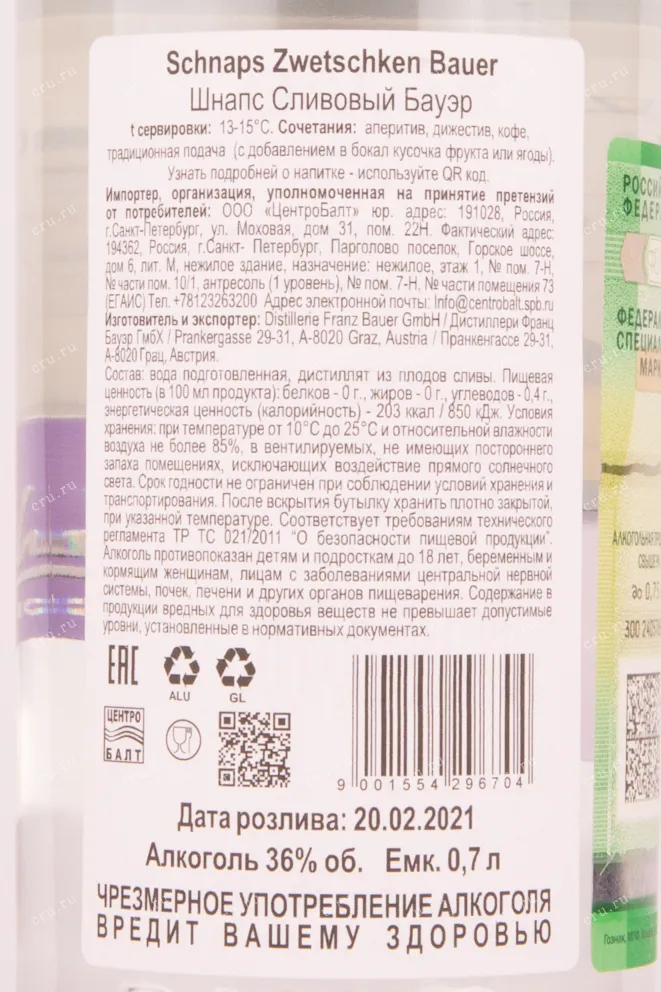 Schnaps Zwetschken Bauer
Шнапс Сливовый Бауэр
t сервировки: 13-15°С. Сочетания: аперитив, дижестив, кофе,
традиционная подача (с добавлением в бокал кусочка фрукта или ягоды).
Узнать подробней о напитке - используйте QR код.
Импортер, организация, уполномоченная на принятие претензий
от потребителей: ООО «ЦентроБалт» юр. адрес: 191028, Россия,
г.Санкт-Петербург, ул. Моховая, дом 31, пом. 22Н. Фактический адрес:
194362, Россия, г.Санкт- Петербург, Парголово поселок, Горское шоссе,
дом 6, лит. М, нежилое здание, назначение: нежилое, этаж 1, № пом. 7-Н,
№ части пом. 10/1, антресоль (1 уровень), № пом. 7-Н, № части помещения 73
(ЕГАИС) Тел. +78123263200 Адрес электронной почты: Info@centrobalt.spb.ru
Изготовитель и экспортер: Distillerie Franz Bauer GmbH / Дистиллери Франц
Бауэр ГмбХ / Prankergasse 29-31, A-8020 Graz, Austria / Пранкенгассе 29-31,
А-8020 Грац, Австрия.
Состав: вода подготовленная, дистиллят из плодов сливы. Пищевая
ценность (в 100 мл продукта): белков - 0 г., жиров - 0 г., углеводов - 0,4 г.,
энергетическая ценность (калорийность) - 203 ккал / 850 кДж. Условия
хранения: при температуре от 10°С до 25°С и относительной влажности
воздуха не более 85%, в вентилируемых, не имеющих постороннего
запаха помещениях, исключающих воздействие прямого солнечного
света. Срок годности не ограничен при соблюдении условий хранения и
транспортирования. После вскрытия бутылку хранить плотно закрытой,
при указанной температуре. Соответствует требованиям технического
регламента ТР ТС 021/2011 "О безопасности пищевой продукции".
Алкоголь противопоказан детям и подросткам до 18 лет, беременным и
кормящим женщинам, лицам с заболеваниями центральной нервной
системы, почек, печени и других органов пищеварения. Содержание в
продукции вредных для здоровья веществ не превышает допустимые
уровни, установленные в нормативных документах.
EAC
ALU GL
ЦЕНТРО
БАЛТ
9 001554 296704
Дата розлива: 20.02.2021
Алкоголь 36% об. Емк. 0,7 л
ЧРЕЗМЕРНОЕ УПОТРЕБЛЕНИЕ АЛКОГОЛЯ
ВРЕДИТ ВАШЕМУ ЗДОРОВЬЮ
cru.ru